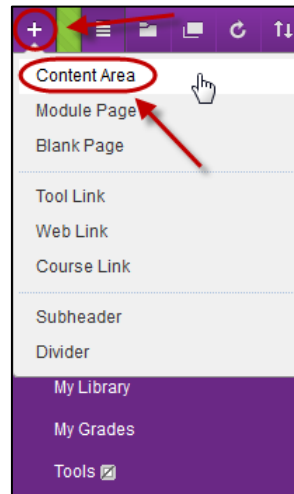 Content Area
Module Page
Blank Page
Tool Link
Web Link
Course Link
Subheader
Divider
My Library
My Grades
Tools